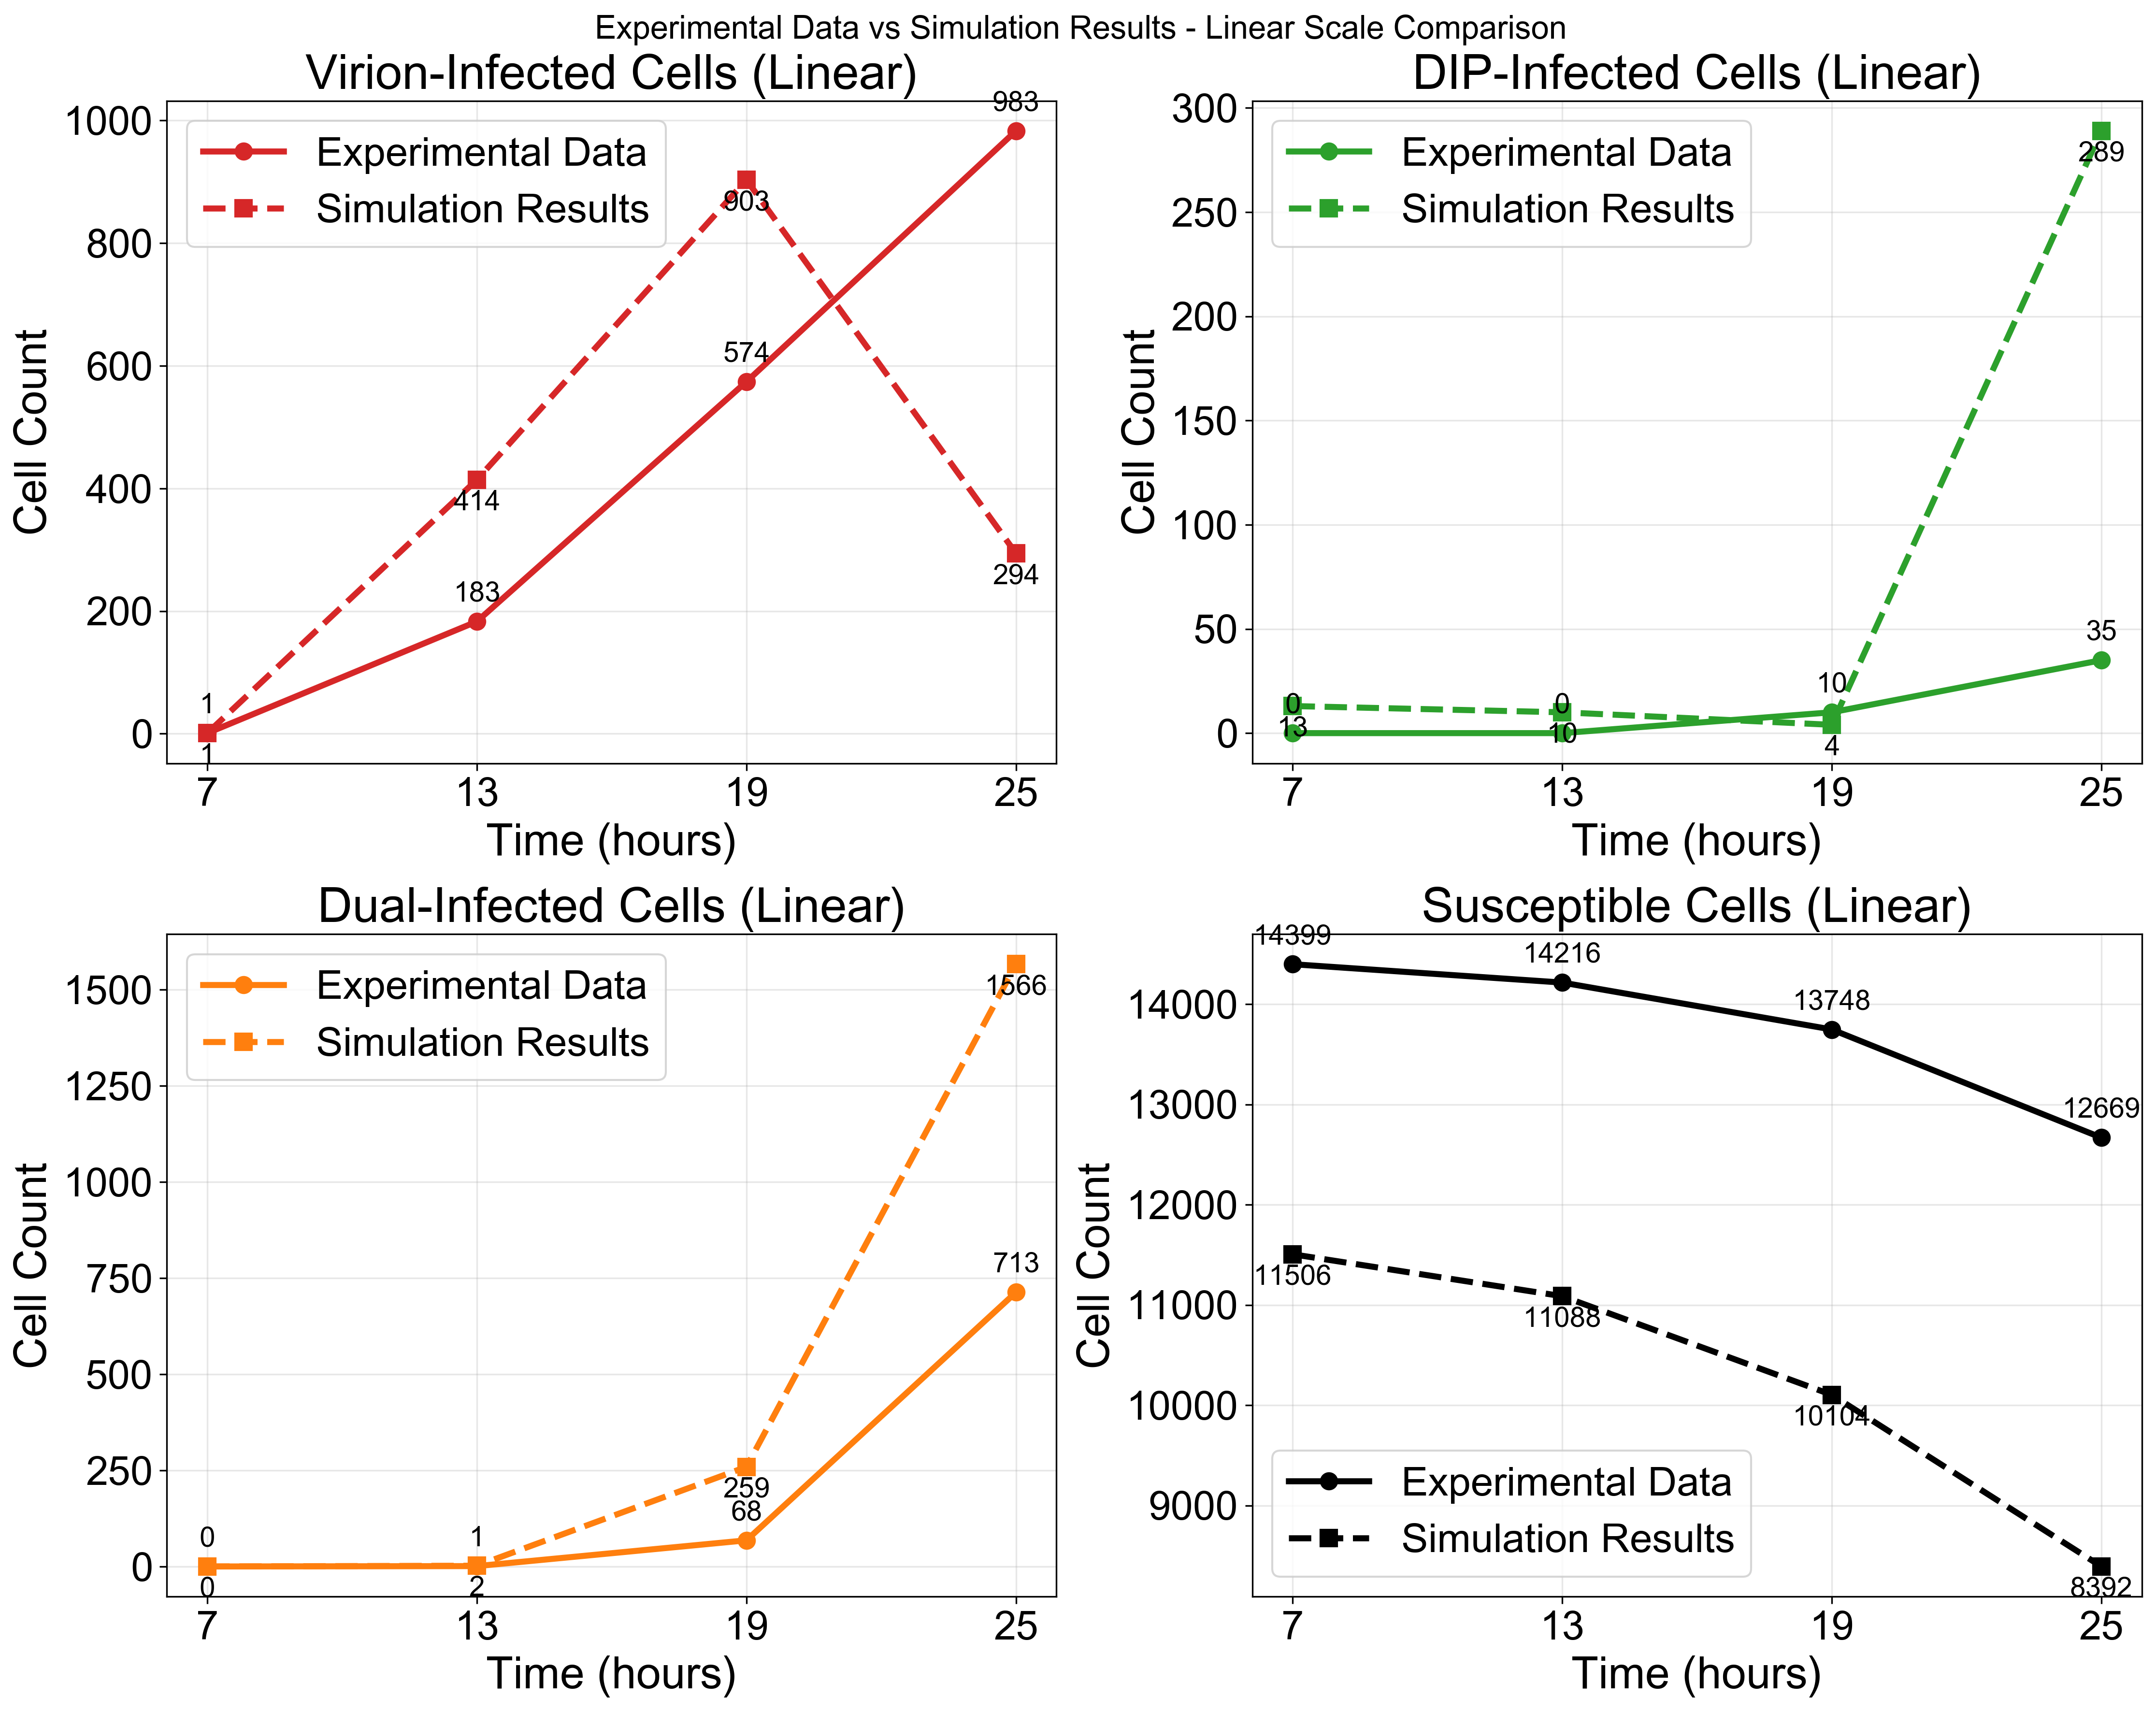 Experimental Data vs Simulation Results - Linear Scale Comparison
Virion-Infected Cells (Linear)
Experimental Data
Simulation Results
Cell Count
1000
800
600
400
200
0
1
183
574
983
1
414
903
294
7 13 19 25
Time (hours)
DIP-Infected Cells (Linear)
Experimental Data
Simulation Results
Cell Count
300
250
200
150
100
50
0
0
0
10
35
13
10
4
289
7 13 19 25
Time (hours)
Dual-Infected Cells (Linear)
Experimental Data
Simulation Results
Cell Count
1500
1250
1000
750
500
250
0
0
1
68
713
0
2
259
1566
7 13 19 25
Time (hours)
Susceptible Cells (Linear)
Experimental Data
Simulation Results
Cell Count
14000
13000
12000
11000
10000
9000
14399
14216
13748
12669
11506
11088
10104
8392
7 13 19 25
Time (hours)